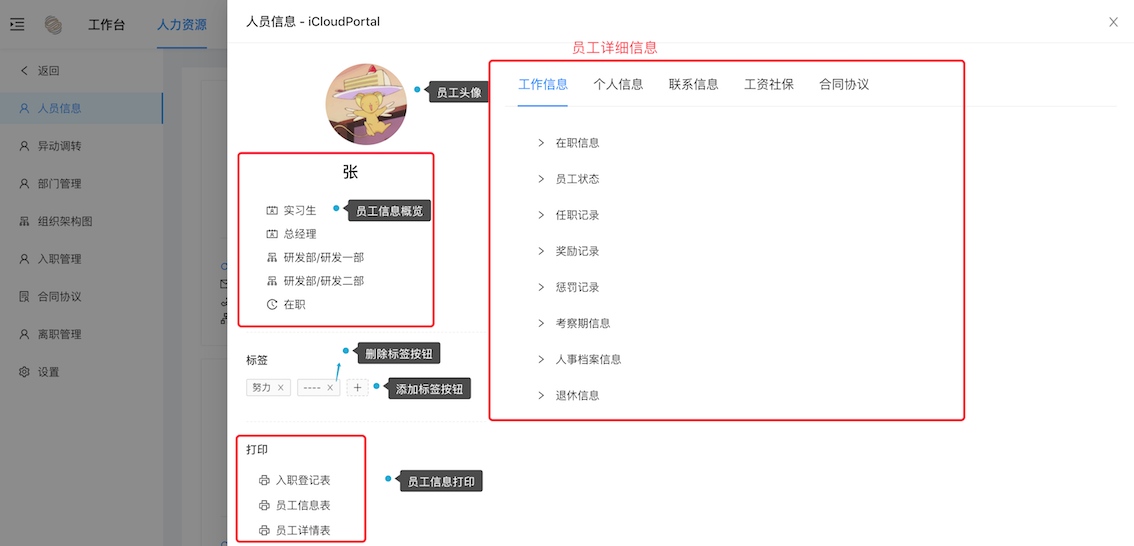 工作台
人力资源
人员信息 - iCloudPortal
返回
人员信息
异动调转
部门管理
组织架构图
入职管理
合同协议
离职管理
设置
员工头像
张
实习生
员工信息概览
总经理
研发部/研发一部
研发部/研发二部
在职
标签
删除标签按钮
努力 ×
---- ×
+
添加标签按钮
打印
入职登记表
员工信息表
员工详情表
员工信息打印
员工详细信息
工作信息
个人信息
联系信息
工资社保
合同协议
在职信息
员工状态
任职记录
奖励记录
惩罚记录
考察期信息
人事档案信息
退休信息